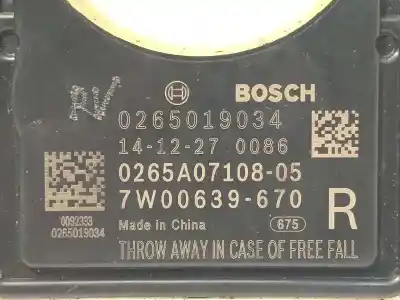 BOSCH
0265019034
14-12-27 0086
0265A07108-05
7W00639-670
0092333
0265019034
Made in China
675
R
THROW AWAY IN CASE OF FREE FALL